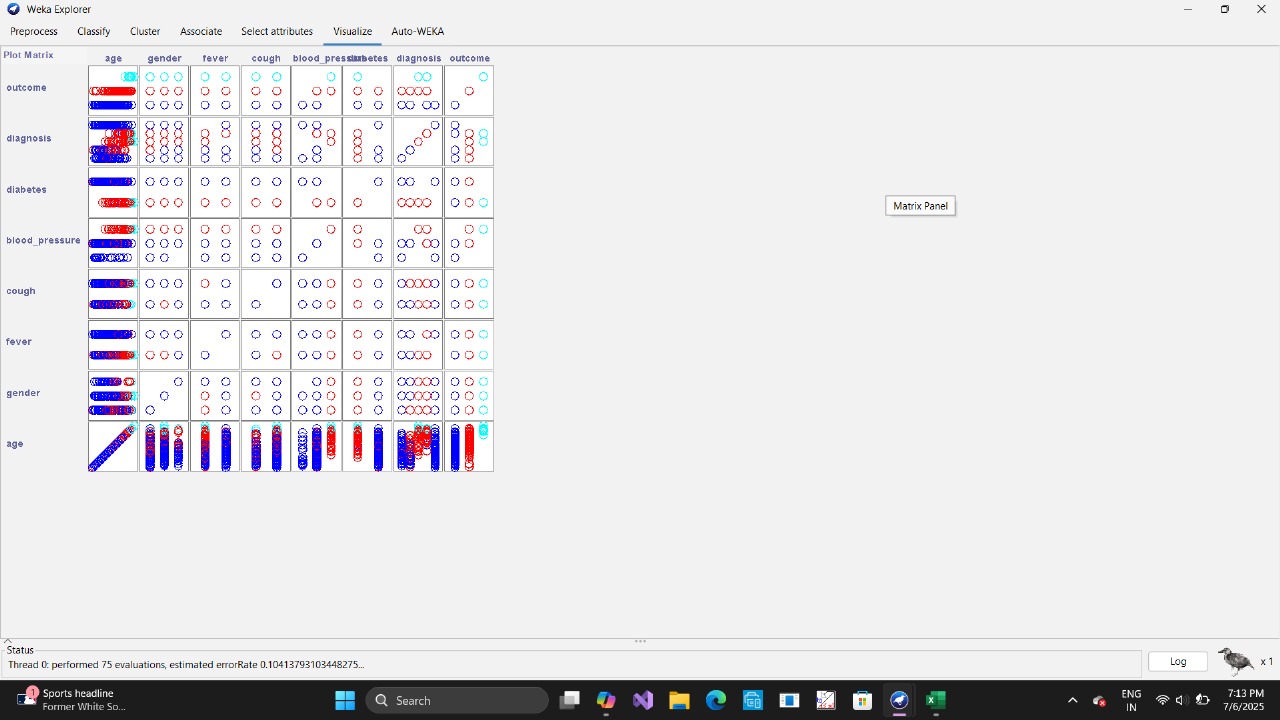 Weka Explorer
Preprocess Classify Cluster Associate Select attributes Visualize Auto-WEKA
Plot Matrix age gender fever cough blood_pressure diabetes diagnosis outcome
outcome
diagnosis
diabetes
Matrix Panel
blood_pressure
cough
fever
gender
age
Status
Thread 0: performed 75 evaluations, estimated errorRate 0.10413793103448275...
Log
x 1
1
Sports headline
Former White So...
Search
ENG
IN
7:13 PM
7/6/2025